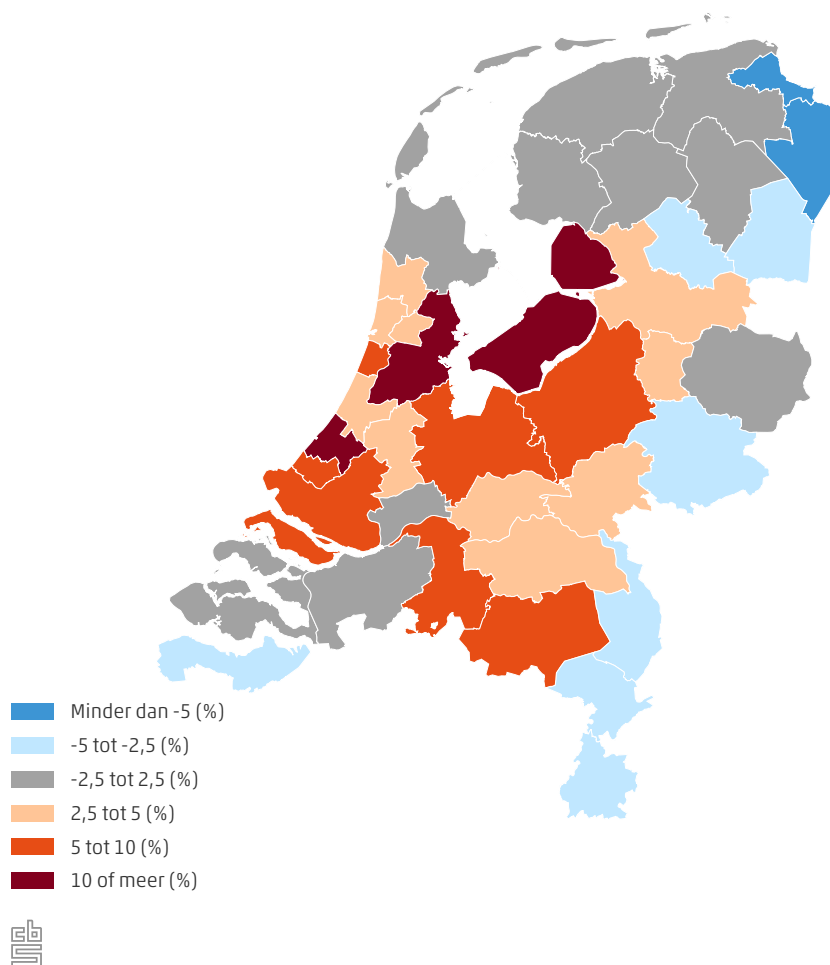 Minder dan -5 (%)
-5 tot -2,5 (%)
-2,5 tot 2,5 (%)
2,5 tot 5 (%)
5 tot 10 (%)
10 of meer (%)
cbs